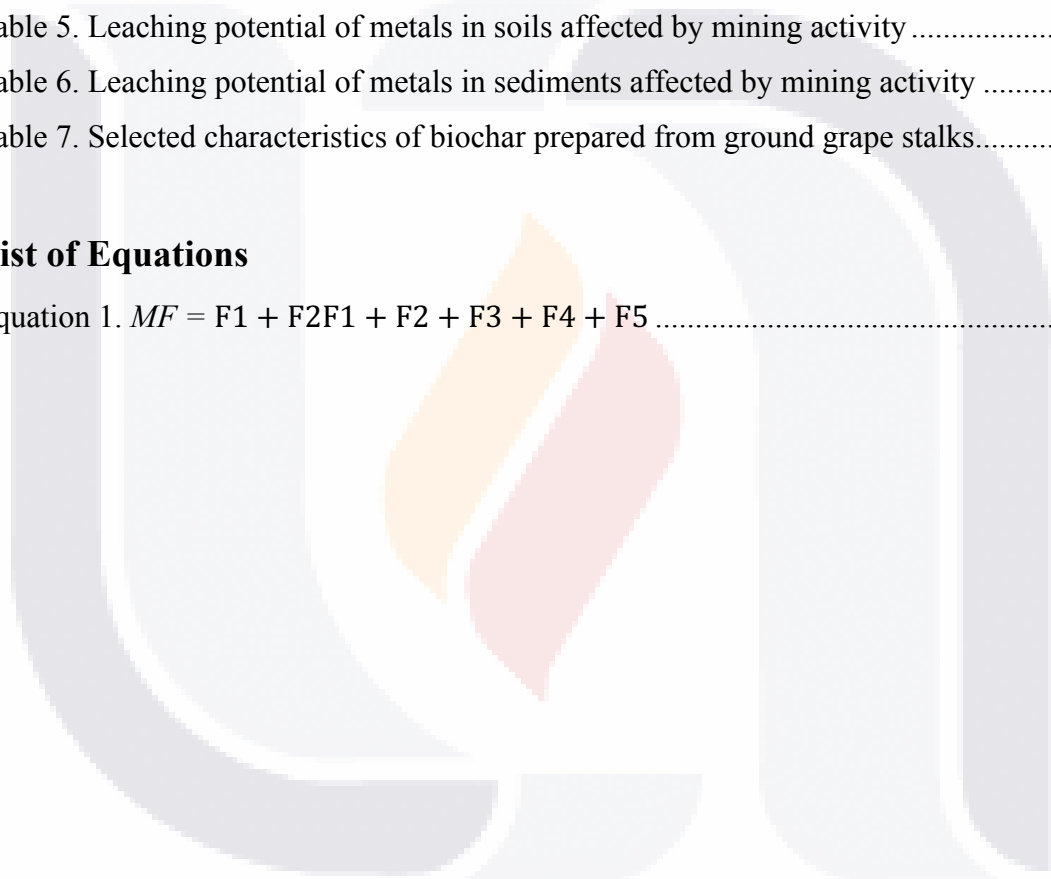 able 5. Leaching potential of metals in soils affected by mining activity ..................
able 6. Leaching potential of metals in sediments affected by mining activity .........
able 7. Selected characteristics of biochar prepared from ground grape stalks..........
ist of Equations
quation 1. MF = F1 + F2F1 + F2 + F3 + F4 + F5 ...................................................